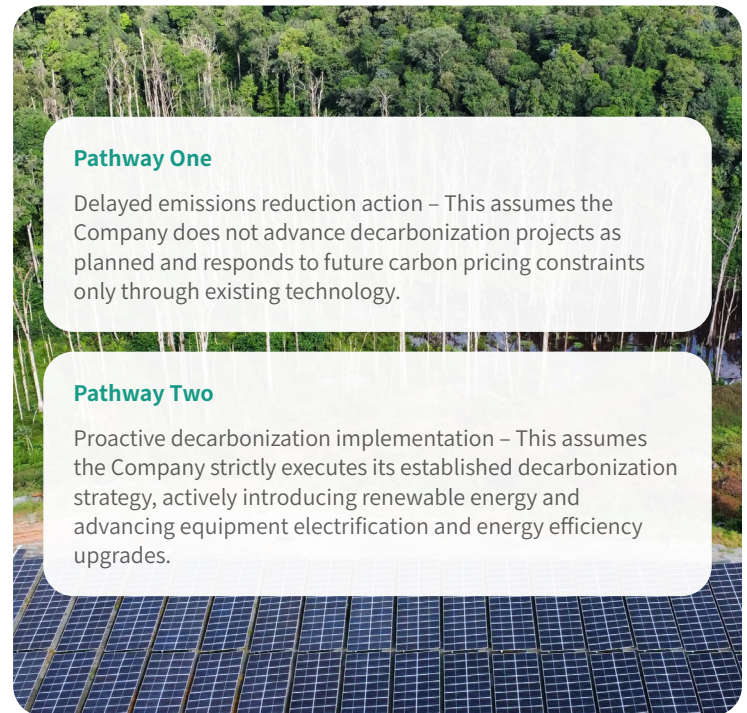 Pathway One
Delayed emissions reduction action – This assumes the
Company does not advance decarbonization projects as
planned and responds to future carbon pricing constraints
only through existing technology.
Pathway Two
Proactive decarbonization implementation – This assumes
the Company strictly executes its established decarbonization
strategy, actively introducing renewable energy and
advancing equipment electrification and energy efficiency
upgrades.